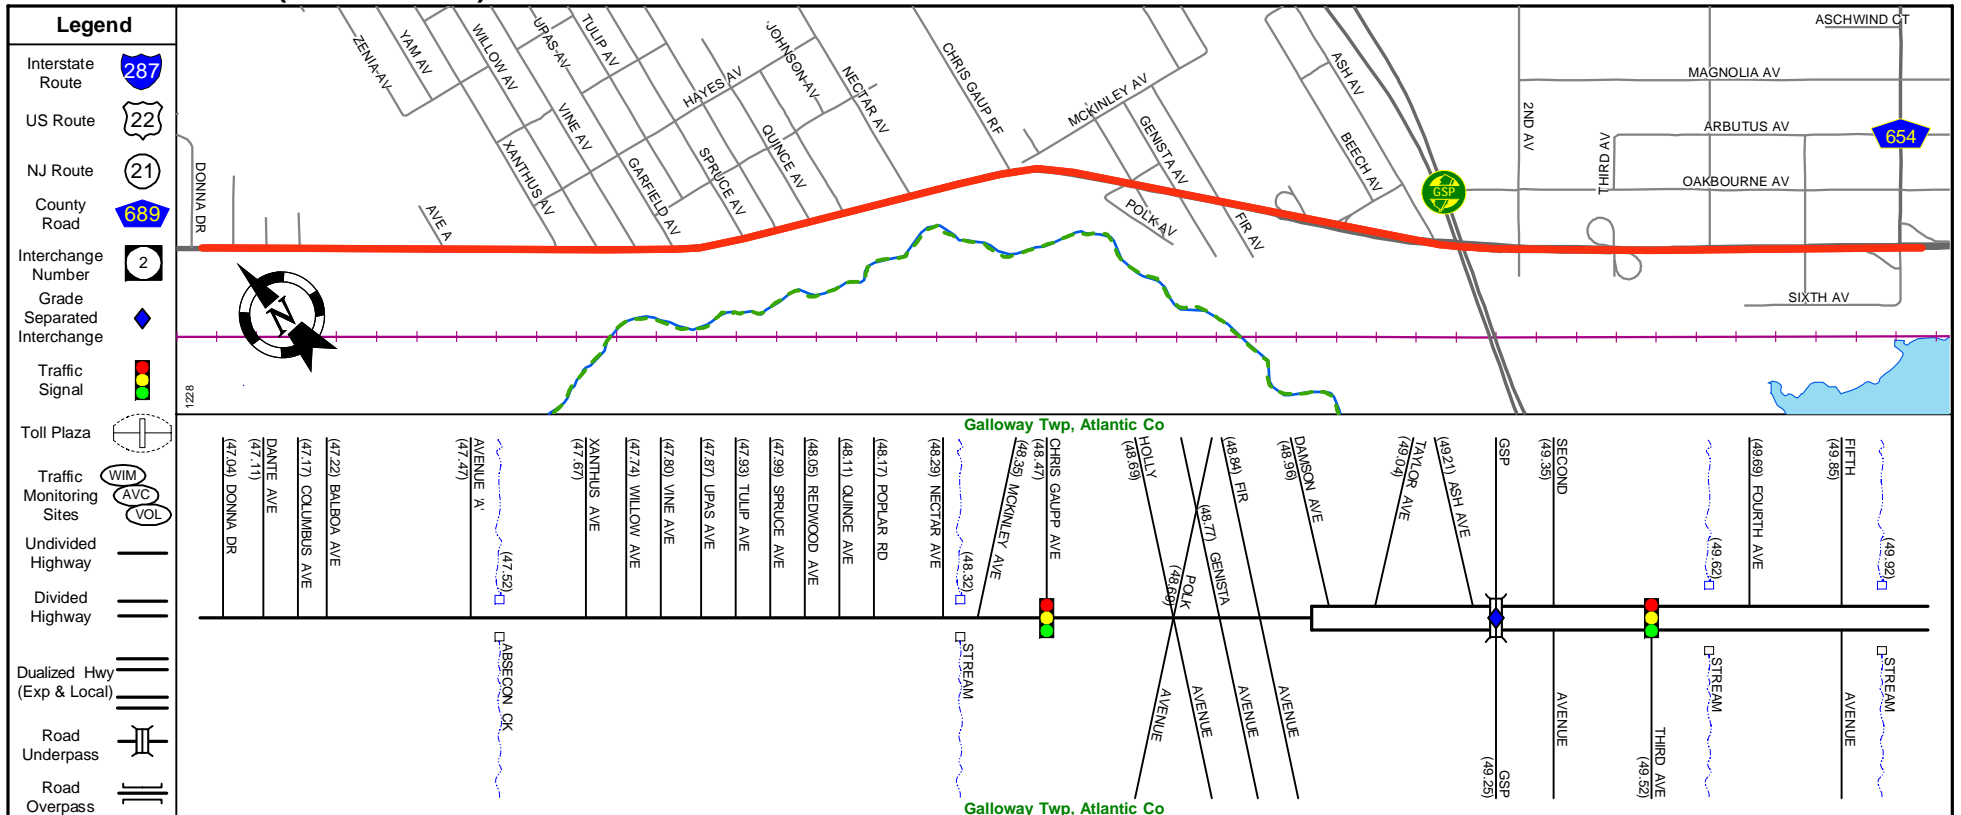 Legend
Interstate
Route
287
US Route
22
NJ Route
21
County
Road
689
Interchange
Number
2
Grade
Separated
Interchange
Traffic
Signal
Toll Plaza
Traffic
Monitoring
Sites
WIM
AVC
VOL
Undivided
Highway
Divided
Highway
Dualized Hwy
(Exp & Local)
Road
Underpass
Road
Overpass
DONNA DR
ZENIA AV
YAM AV
WILLOW AV
UPAS AV
TULIP AV
VINE AV
XANTHUS AV
AVE A
HAYES AV
JOHNSON AV
NECTAR AV
QUINCE AV
SPRUCE AV
GARFIELD AV
CHRIS GAUP RF
MCKINLEY AV
GENISTA AV
POLK AV
FIR AV
ASH AV
BEECH AV
GSP
2ND AV
THIRD AV
MAGNOLIA AV
ARBUTUS AV
OAKBOURNE AV
ASCHWIND CT
654
SIXTH AV
N
1228
Galloway Twp, Atlantic Co
(47.04) DONNA DR
DANTE AVE
(47.11)
(47.17) COLUMBUS AVE
(47.22) BALBOA AVE
AVENUE 'A'
(47.47)
(47.52)
ABSECON CK
XANTHUS AVE
(47.67)
(47.74) WILLOW AVE
(47.80) VINE AVE
(47.87) UPAS AVE
(47.93) TULIP AVE
(47.99) SPRUCE AVE
(48.05) REDWOOD AVE
(48.11) QUINCE AVE
(48.17) POPLAR RD
(48.29) NECTAR AVE
(48.32)
STREAM
(48.35) MCKINLEY AVE
CHRIS GAUPP AVE
(48.47)
HOLLY
(48.69)
AVENUE
POLK
(48.69)
AVENUE
(48.77) GENISTA
AVENUE
(48.84) FIR
AVENUE
DAMSON AVE
(48.96)
TAYLOR AVE
(49.04)
(49.21) ASH AVE
GSP
GSP
(49.25)
SECOND
(49.35)
AVENUE
THIRD AVE
(49.52)
(49.62)
STREAM
(49.69) FOURTH AVE
FIFTH
(49.85)
AVENUE
(49.92)
STREAM
Galloway Twp, Atlantic Co